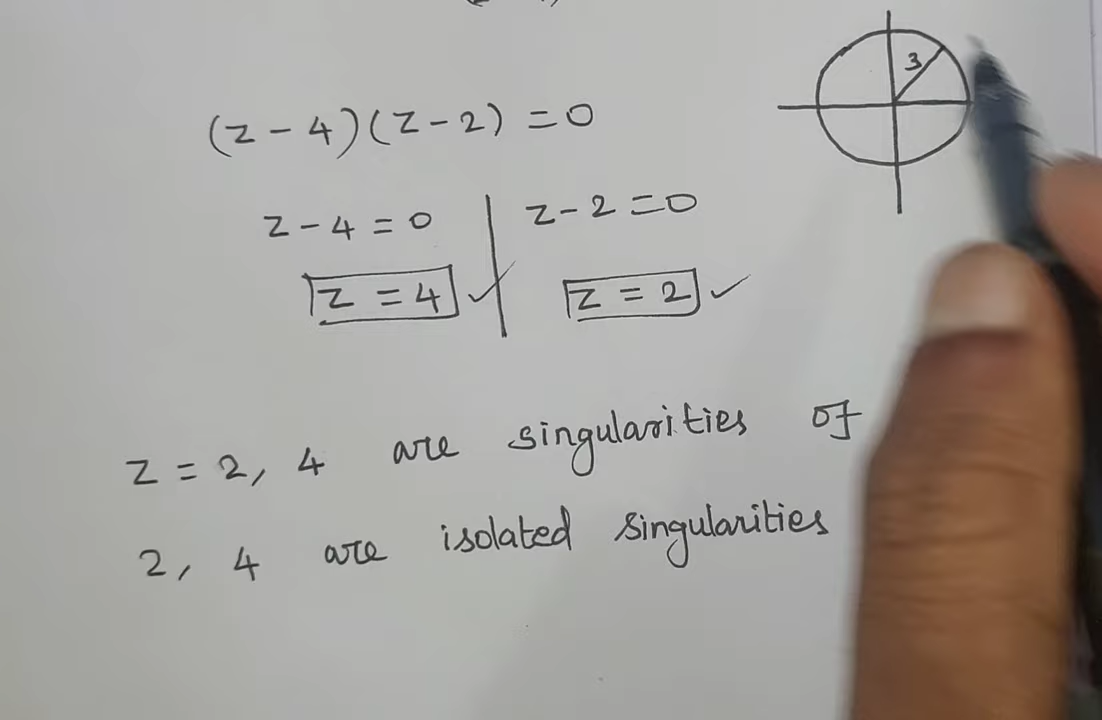 3
(z - 4)(z - 2) = 0
z - 4 = 0 z - 2 = 0
z = 4 ✓ z = 2 ✓
z = 2, 4 are singularities of
2, 4 are isolated singularities